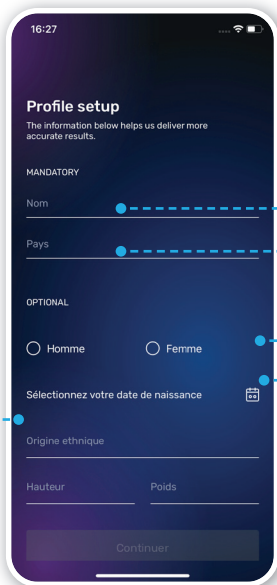 16:27
Profile setup
The information below helps us deliver more
accurate results.
MANDATORY
Nom
Pays
OPTIONAL
Homme Femme
Sélectionnez votre date de naissance
Origine ethnique
Hauteur Poids
Continuer